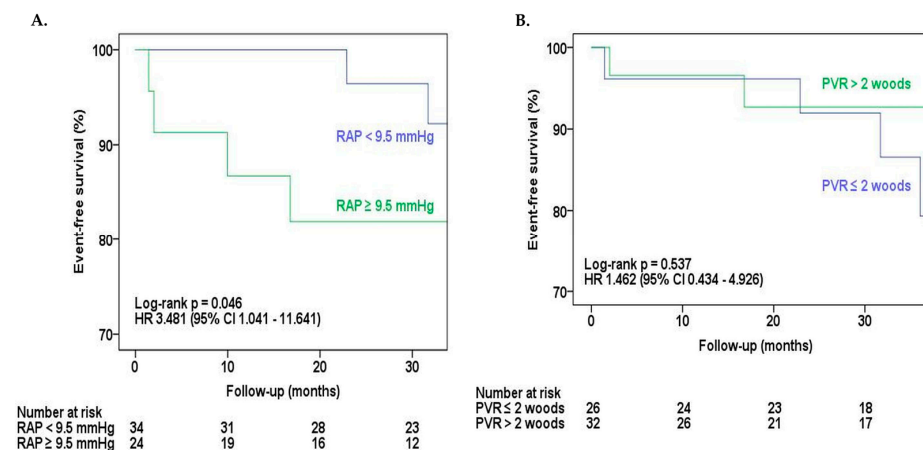 A.
100
90
80
70
Event-free survival (%)
RAP < 9.5 mmHg
RAP ≥ 9.5 mmHg
Log-rank p = 0.046
HR 3.481 (95% CI 1.041 - 11.641)
0 10 20 30
Follow-up (months)
Number at risk
RAP < 9.5 mmHg 34 31 28 23
RAP ≥ 9.5 mmHg 24 19 16 12
B.
100
90
80
70
Event-free survival (%)
PVR > 2 woods
PVR ≤ 2 woods
Log-rank p = 0.537
HR 1.462 (95% CI 0.434 - 4.926)
0 10 20 30
Follow-up (months)
Number at risk
PVR ≤ 2 woods 26 24 23 18
PVR > 2 woods 32 26 21 17